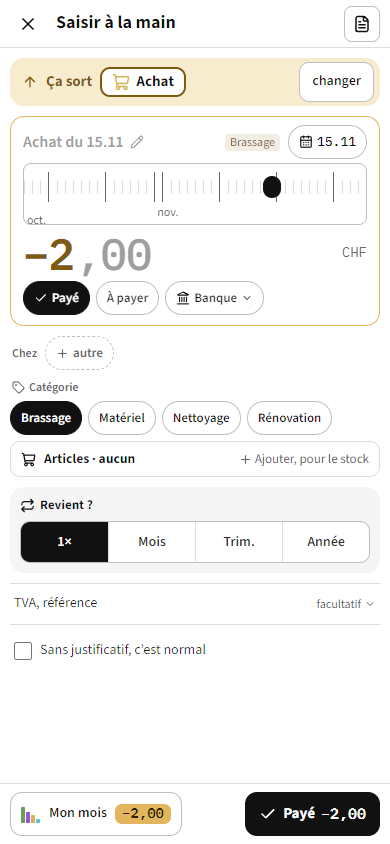 Saisir à la main
Ça sort
Achat
changer
Achat du 15.11
Brassage
15.11
oct.
nov.
−2,00
CHF
Payé
À payer
Banque
Chez
+ autre
Catégorie
Brassage
Matériel
Nettoyage
Rénovation
Articles · aucun
+ Ajouter, pour le stock
Revient ?
1×
Mois
Trim.
Année
TVA, référence
facultatif
Sans justificatif, c’est normal
Mon mois
−2,00
Payé −2,00